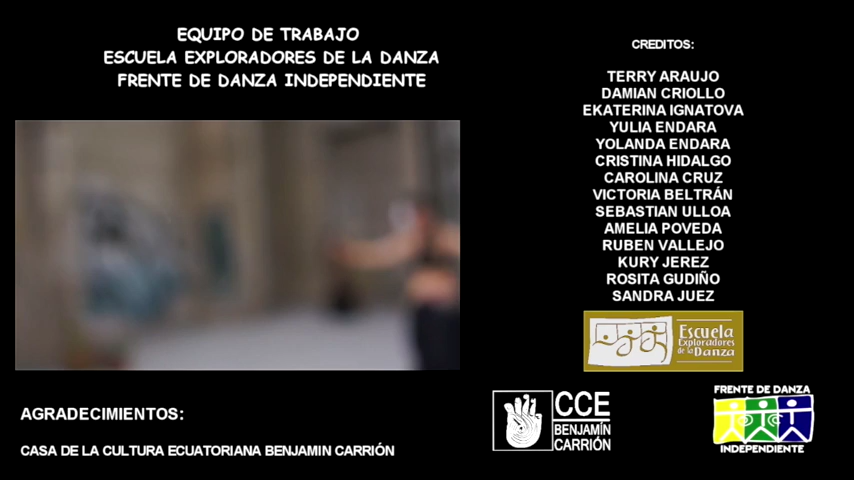 EQUIPO DE TRABAJO
ESCUELA EXPLORADORES DE LA DANZA
FRENTE DE DANZA INDEPENDIENTE
CREDITOS:
TERRY ARAUJO
DAMIAN CRIOLLO
EKATERINA IGNATOVA
YULIA ENDARA
YOLANDA ENDARA
CRISTINA HIDALGO
CAROLINA CRUZ
VICTORIA BELTRÁN
SEBASTIAN ULLOA
AMELIA POVEDA
RUBEN VALLEJO
KURY JEREZ
ROSITA GUDIÑO
SANDRA JUEZ
Escuela
Exploradores
de la Danza
AGRADECIMIENTOS:
CASA DE LA CULTURA ECUATORIANA BENJAMIN CARRIÓN
CCE
BENJAMÍN
CARRIÓN
FRENTE DE DANZA
INDEPENDIENTE